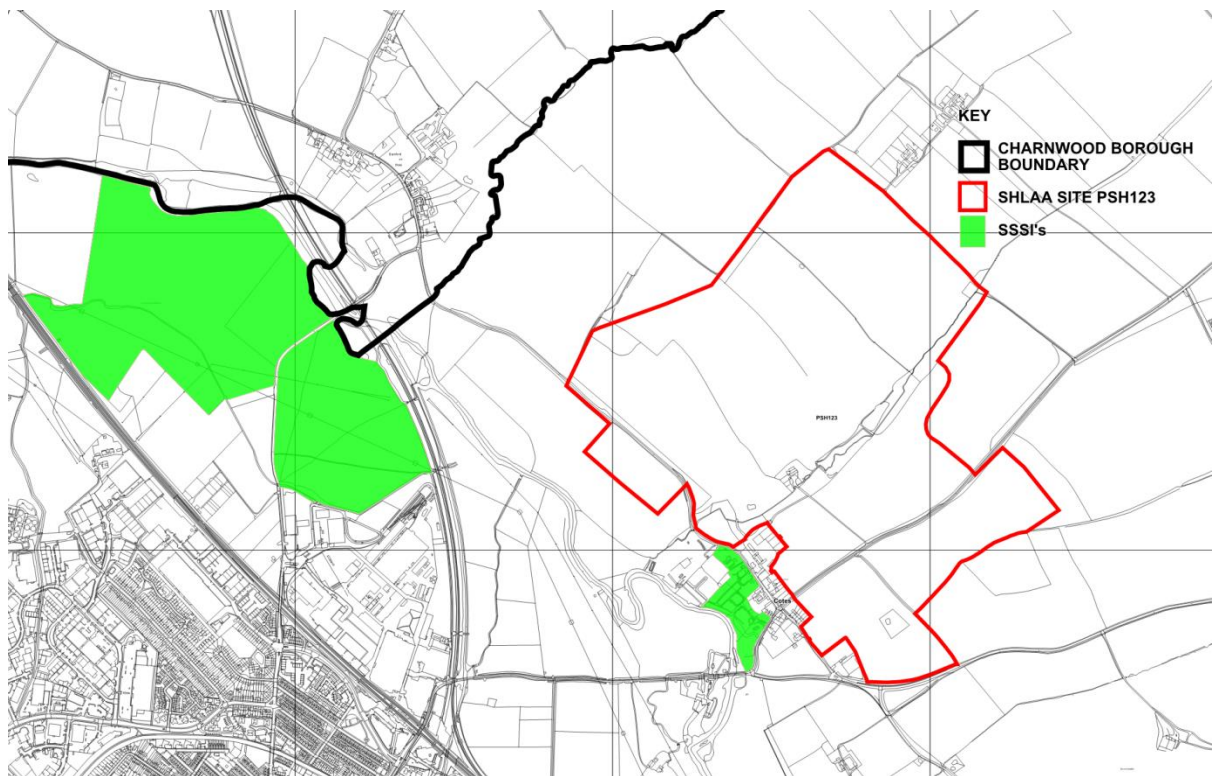 KEY
CHARNWOOD BOROUGH
BOUNDARY
SHLAA SITE PSH123
SSSI's
PSH123
Cotes